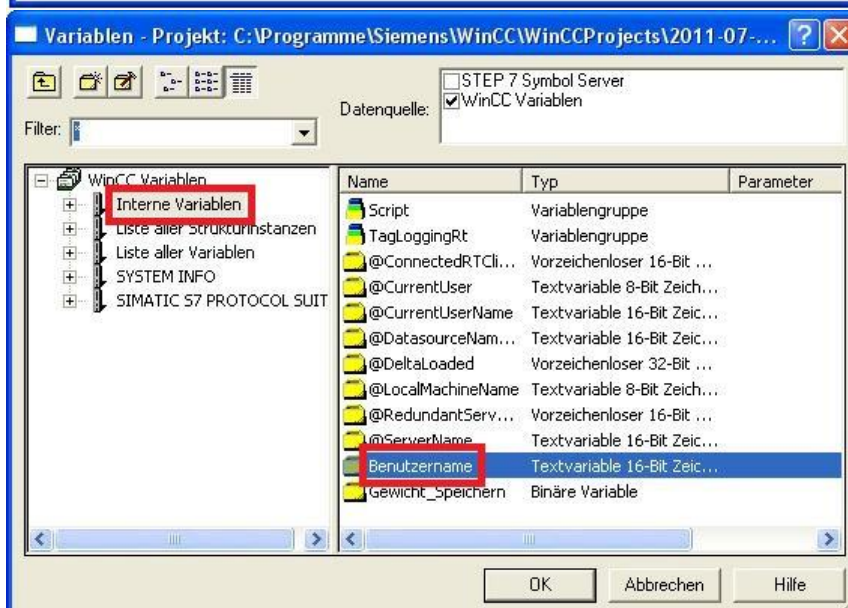 Variablen - Projekt: C:\Programme\Siemens\WinCC\WinCCProjects\2011-07-...
Filter:
*
Datenquelle:
STEP 7 Symbol Server
WinCC Variablen
WinCC Variablen
Interne Variablen
Liste aller Strukturinstanzen
Liste aller Variablen
SYSTEM INFO
SIMATIC S7 PROTOCOL SUIT
Name Typ Parameter
Script Variablengruppe
TagLoggingRt Variablengruppe
@ConnectedRTCli... Vorzeichenloser 16-Bit ...
@CurrentUser Textvariable 8-Bit Zeich...
@CurrentUserName Textvariable 16-Bit Zeic...
@DatasourceNam... Textvariable 16-Bit Zeic...
@DeltaLoaded Vorzeichenloser 32-Bit ...
@LocalMachineName Textvariable 8-Bit Zeich...
@RedundantServ... Vorzeichenloser 16-Bit ...
@ServerName Textvariable 16-Bit Zeic...
Benutzername Textvariable 16-Bit Zeic...
Gewicht_Speichern Binäre Variable
OK Abbrechen Hilfe